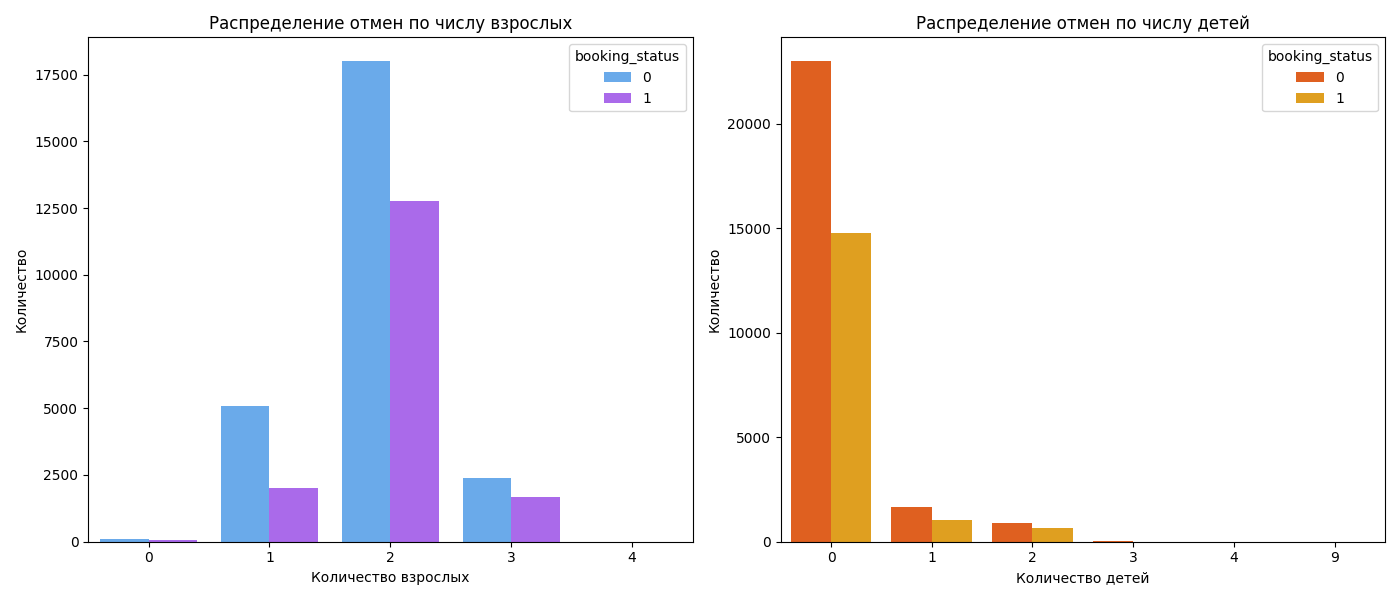 Распределение отмен по числу взрослых
booking_status
0
1
17500
15000
12500
10000
7500
5000
2500
0
Количество
0 1 2 3 4
Количество взрослых
Распределение отмен по числу детей
booking_status
0
1
20000
15000
10000
5000
0
Количество
0 1 2 3 4 9
Количество детей